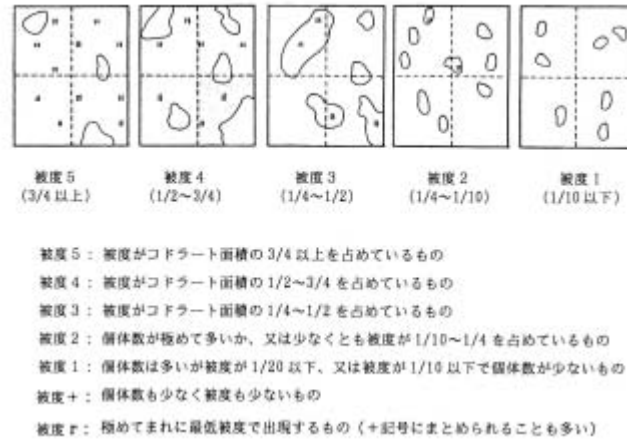 被度5 被度4 被度3 被度2 被度1
(3/4以上) (1/2～3/4) (1/4～1/2) (1/4～1/10) (1/10以下)
被度5： 被度がコドラート面積の3/4以上を占めているもの
被度4： 被度がコドラート面積の1/2～3/4を占めているもの
被度3： 被度がコドラート面積の1/4～1/2を占めているもの
被度2： 個体数が極めて多いか、又は少なくとも被度が1/10～1/4を占めているもの
被度1： 個体数は多いが被度が1/20以下、又は被度が1/10以下で個体数が少ないもの
被度+： 個体数も少なく被度も少ないもの
被度r： 極めてまれに最低被度で出現するもの（+記号にまとめられることも多い）